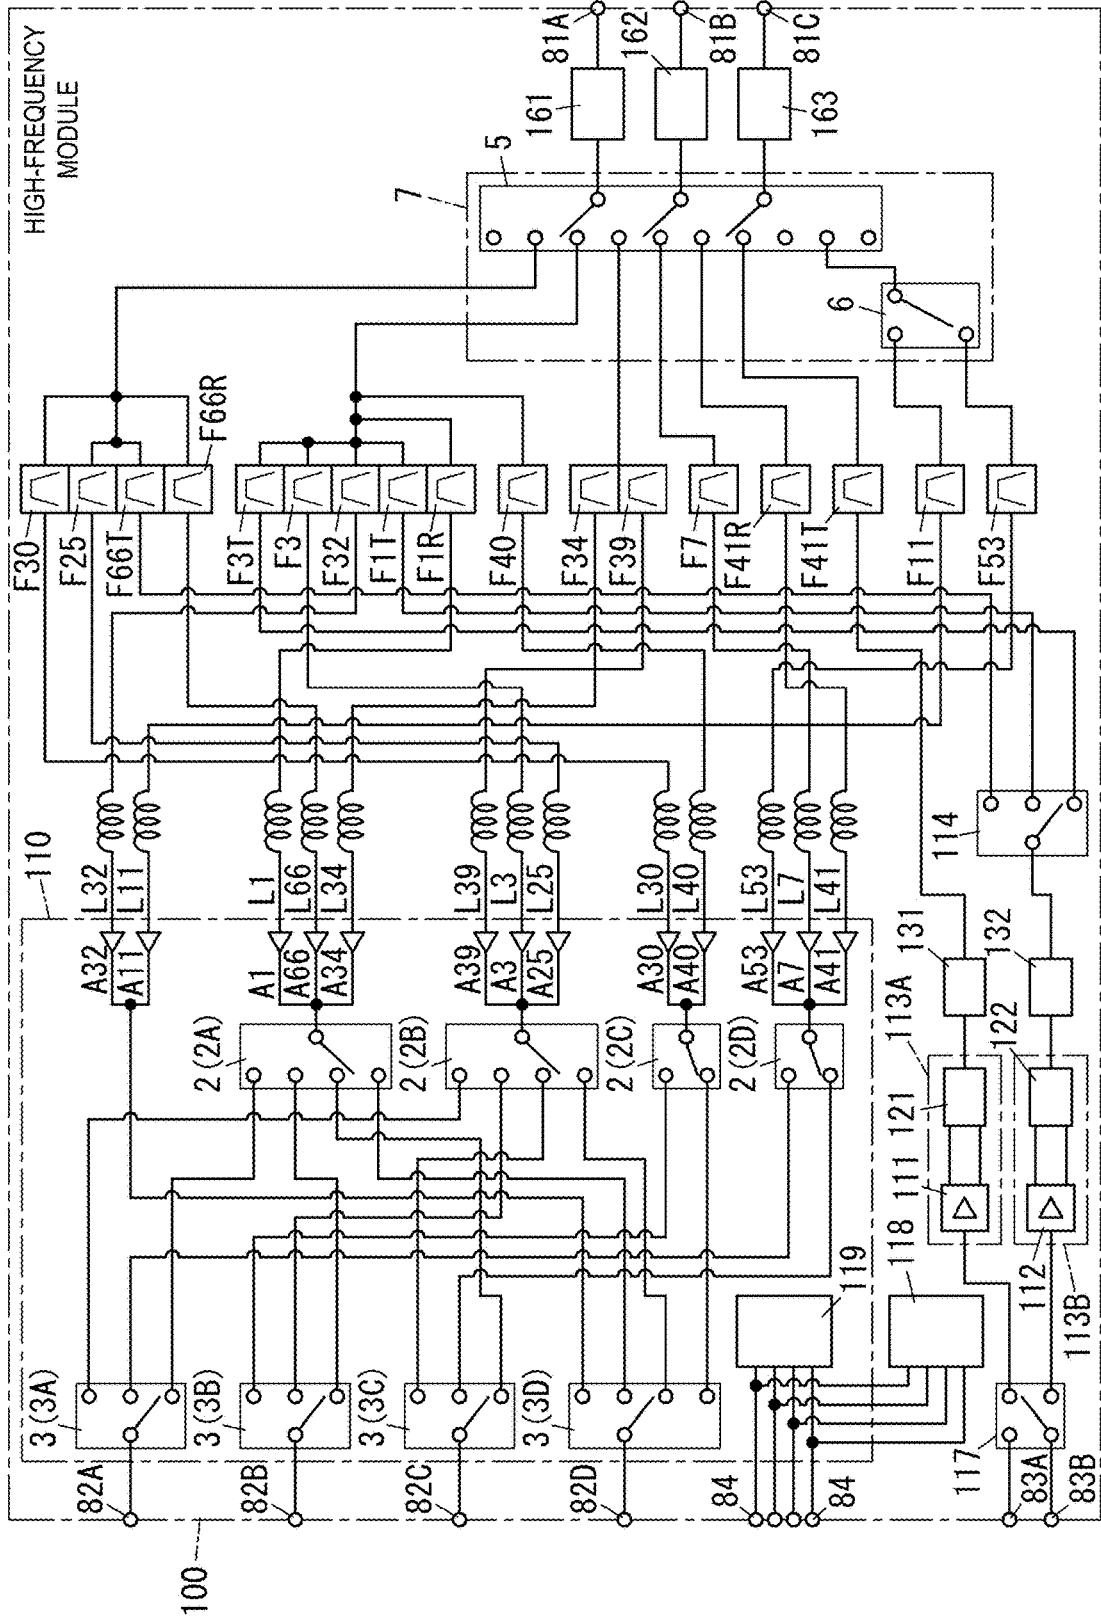 HIGH-FREQUENCY
MODULE
81A
81B
81C
161
162
163
5
7
6
F30
F25
F66T
F66R
F3T
F3
F32
F1T
F1R
F40
F34
F39
F7
F41R
F41T
F11
F53
110
L32
L11
L1
L66
L34
L39
L3
L25
L30
L40
L53
L7
L41
114
A32
A11
A1
A66
A34
A39
A3
A25
A30
A40
A53
A7
A41
131
132
113A
2(2A)
2(2B)
2(2C)
2(2D)
121
122
111
112
113B
118
119
3(3A)
3(3B)
3(3C)
3(3D)
117
82A
82B
82C
82D
84
84
83A
83B
100